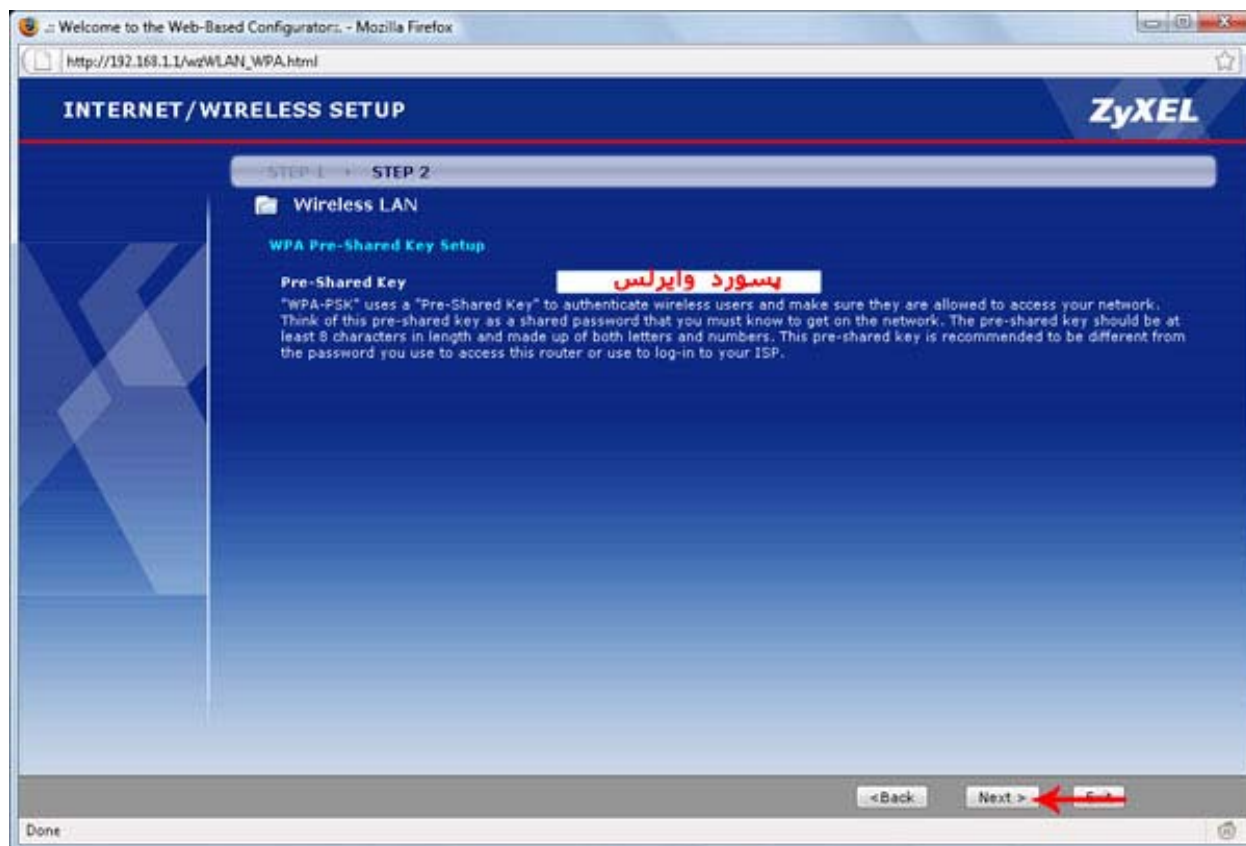 .:: Welcome to the Web-Based Configurator::. - Mozilla Firefox
http://192.168.1.1/wzWLAN_WPA.html
INTERNET/WIRELESS SETUP
ZyXEL
STEP 1 STEP 2
Wireless LAN
WPA Pre-Shared Key Setup
Pre-Shared Key
پسورد وایرلس
"WPA-PSK" uses a "Pre-Shared Key" to authenticate wireless users and make sure they are allowed to access your network.
Think of this pre-shared key as a shared password that you must know to get on the network. The pre-shared key should be at
least 8 characters in length and made up of both letters and numbers. This pre-shared key is recommended to be different from
the password you use to access this router or use to log-in to your ISP.
<Back
Next >
Exit
Done